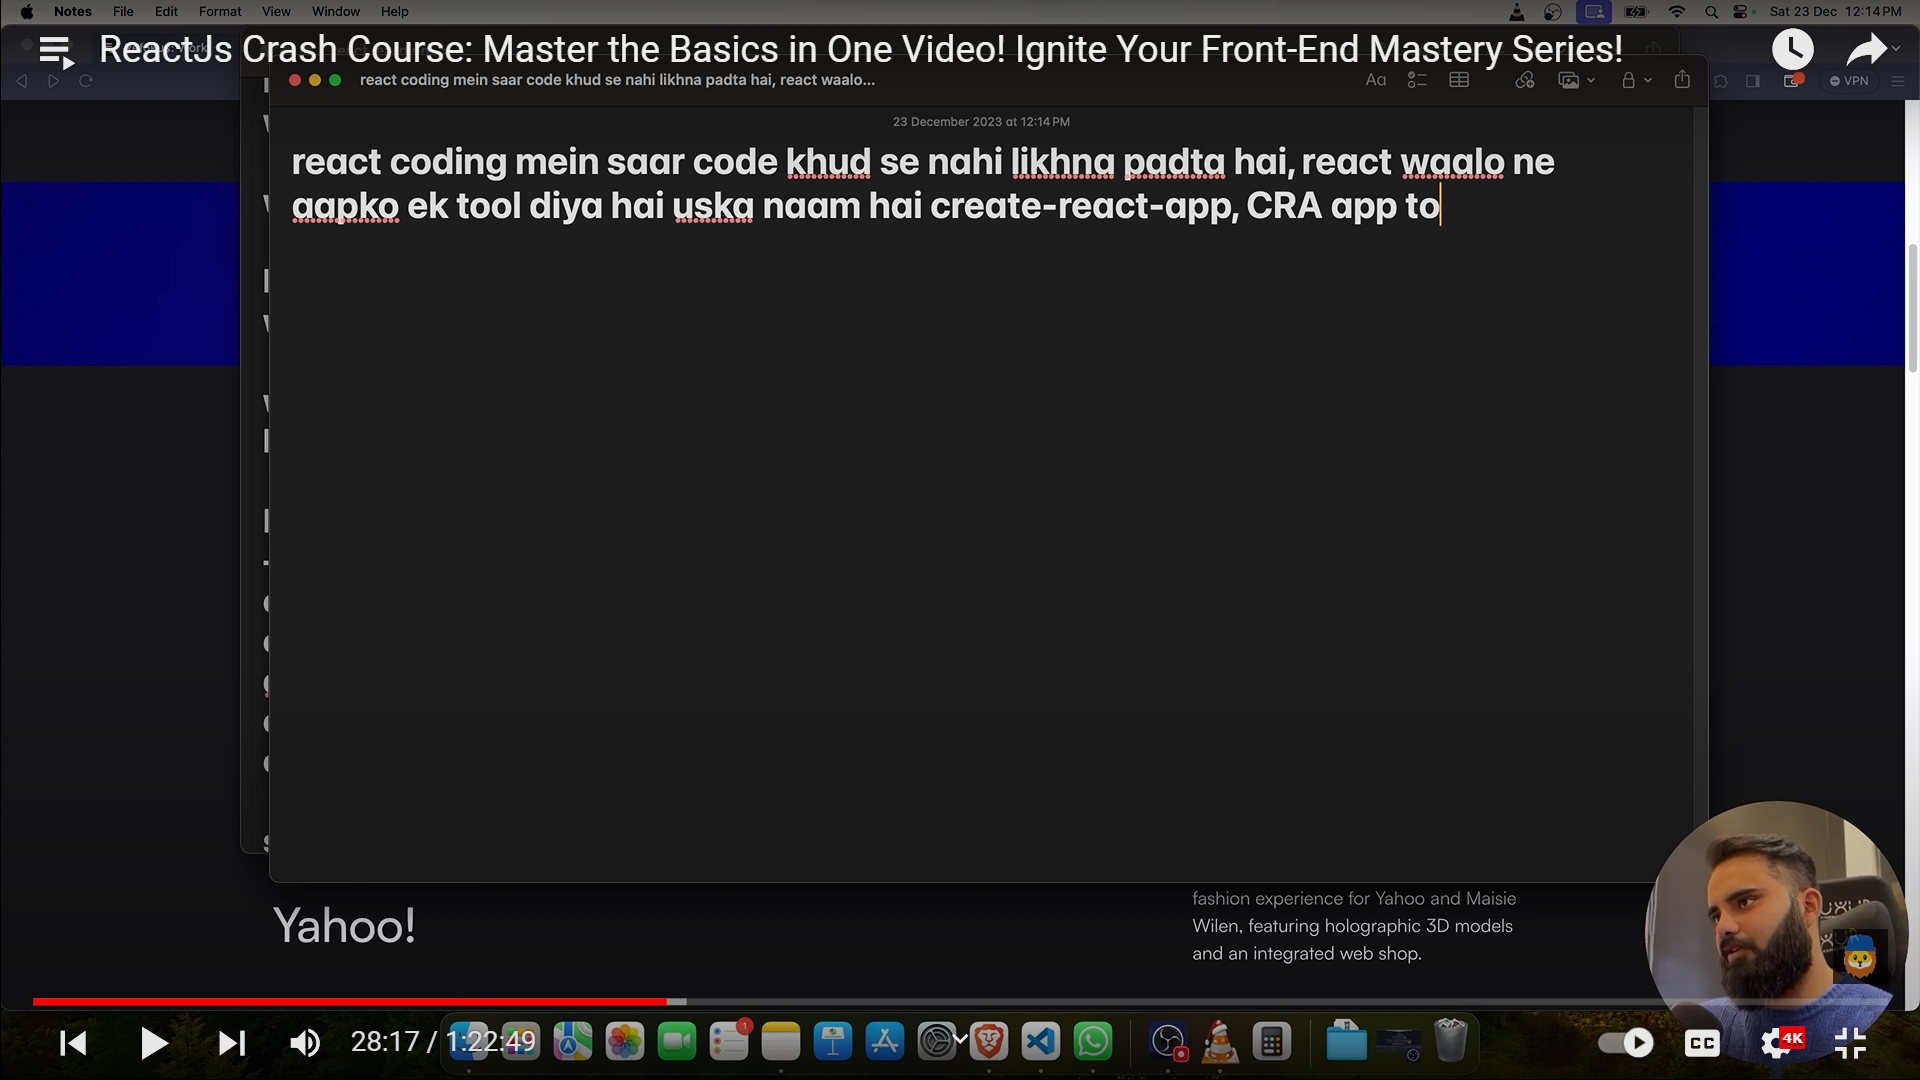 Notes File Edit Format View Window Help
Sat 23 Dec 12:14 PM
ReactJs Crash Course: Master the Basics in One Video! Ignite Your Front-End Mastery Series!
react coding mein saar code khud se nahi likhna padta hai, react waalo...
Aa
VPN
23 December 2023 at 12:14 PM
react coding mein saar code khud se nahi likhna padta hai, react waalo ne
aapko ek tool diya hai uska naam hai create-react-app, CRA app to
Yahoo!
fashion experience for Yahoo and Maisie
Wilen, featuring holographic 3D models
and an integrated web shop.
28:17 / 1:22:49
1
CC
4K